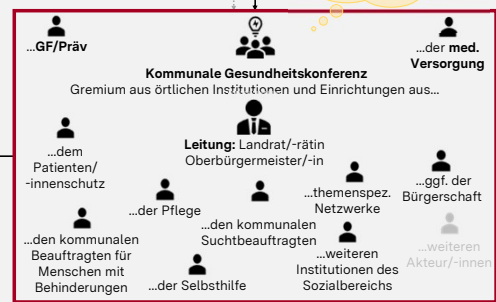 ...GF/Präv
...der med.
Versorgung
Kommunale Gesundheitskonferenz
Gremium aus örtlichen Institutionen und Einrichtungen aus...
Leitung: Landrat/-rätin
Oberbürgermeister/-in
...dem
Patienten/
-innenschutz
...der Pflege
...den kommunalen
Suchtbeauftragten
...themenspez.
Netzwerke
...ggf. der
Bürgerschaft
...den kommunalen
Beauftragten für
Menschen mit
Behinderungen
...der Selbsthilfe
...weiteren
Institutionen des
Sozialbereichs
...weiteren
Akteur/-innen